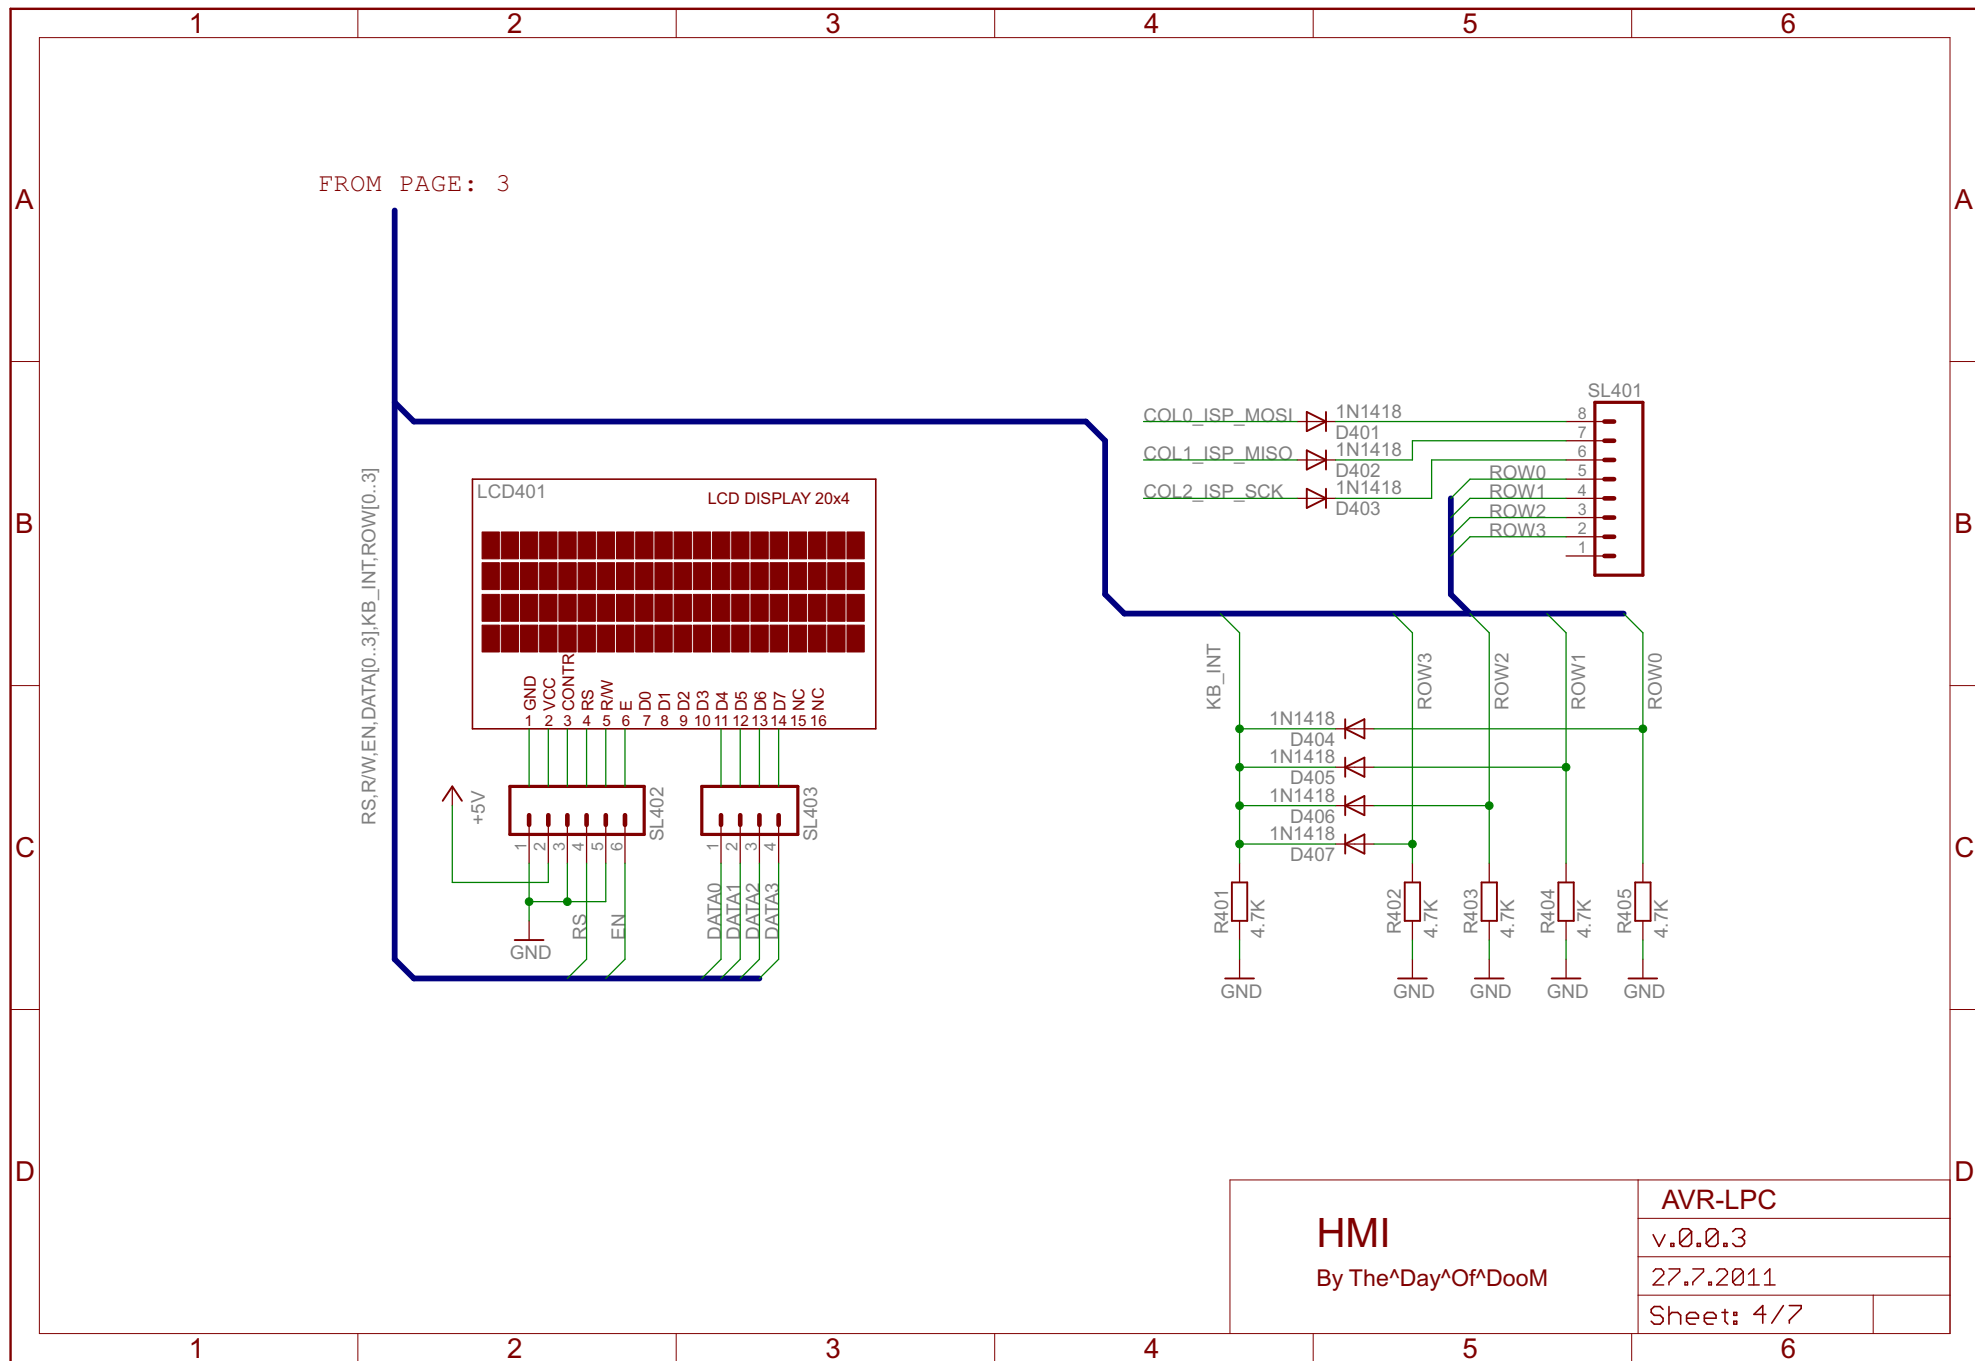 1 2 3 4 5 6
A A
FROM PAGE: 3
B B
RS,R/W,EN,DATA[0..3],KB_INT,ROW[0..3]
LCD401
LCD DISPLAY 20x4
GND VCC CONTR RS R/W E D0 D1 D2 D3 D4 D5 D6 D7 NC NC
1 2 3 4 5 6 7 8 9 10 11 12 13 14 15 16
+5V
SL402
1 2 3 4 5 6
SL403
1 2 3 4
RS
EN
DATA0
DATA1
DATA2
DATA3
GND
SL401
COL0_ISP_MOSI
1N1418
D401
COL1_ISP_MISO
1N1418
D402
COL2_ISP_SCK
1N1418
D403
8
7
6
ROW0 5
ROW1 4
ROW2 3
ROW3 2
1
KB_INT
ROW3
ROW2
ROW1
ROW0
1N1418
D404
1N1418
D405
1N1418
D406
1N1418
D407
R401 4.7K
R402 4.7K
R403 4.7K
R404 4.7K
R405 4.7K
GND GND GND GND GND
C C
D D
HMI
By The^Day^Of^DooM
AVR-LPC
v.0.0.3
27.7.2011
Sheet: 4/7
1 2 3 4 5 6